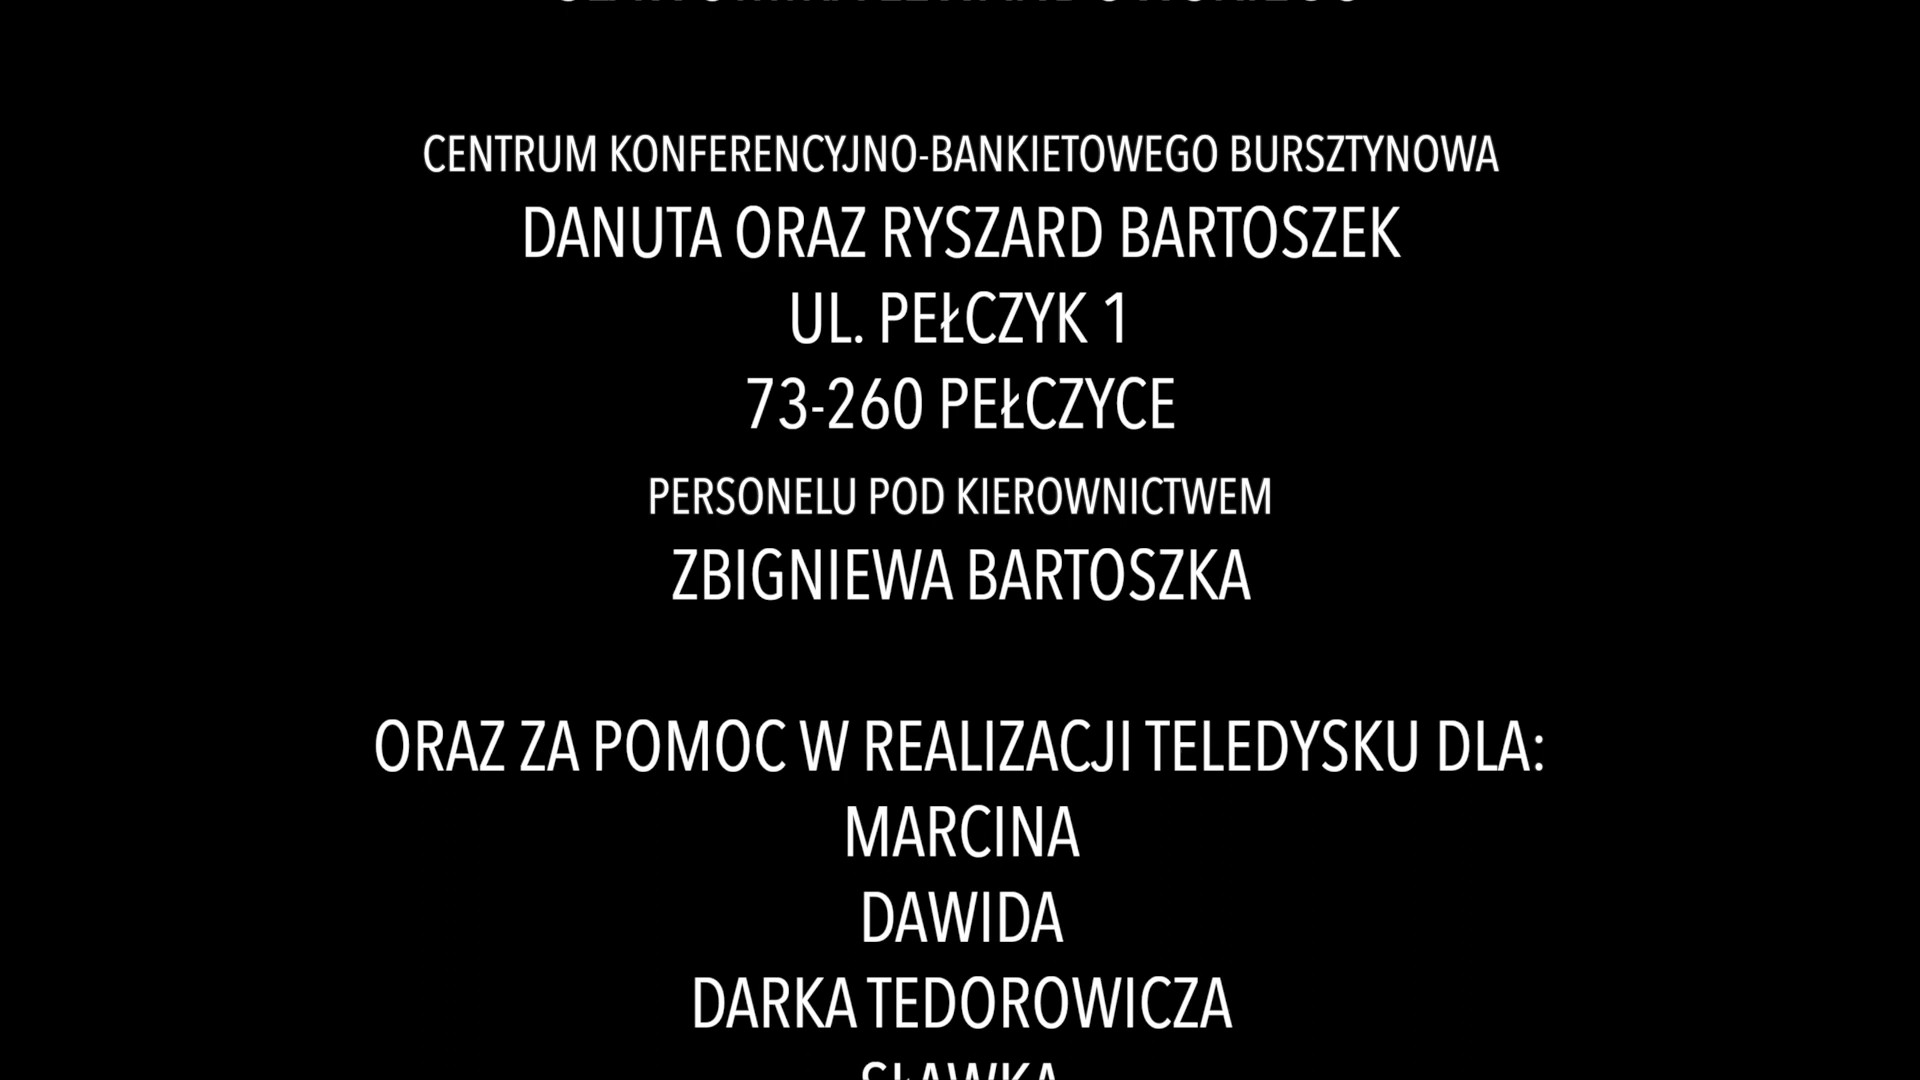 CENTRUM KONFERENCYJNO-BANKIETOWEGO BURSZTYNOWA
DANUTA ORAZ RYSZARD BARTOSZEK
UL. PEŁCZYK 1
73-260 PEŁCZYCE
PERSONELU POD KIEROWNICTWEM
ZBIGNIEWA BARTOSZKA
ORAZ ZA POMOC W REALIZACJI TELEDYSKU DLA:
MARCINA
DAWIDA
DARKA TEDOROWICZA
SŁAWKA